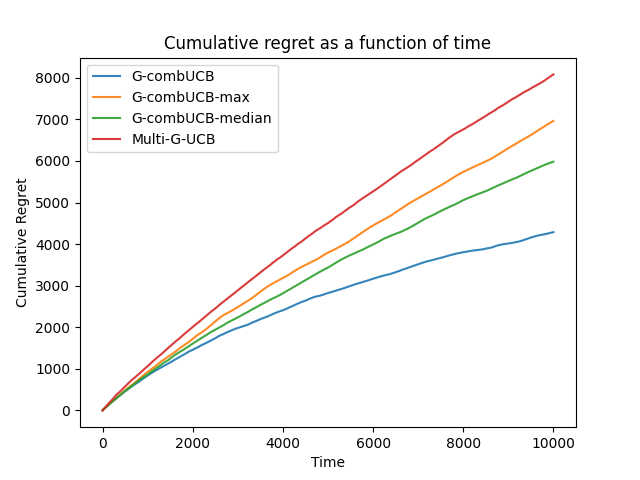 Cumulative regret as a function of time
G-combUCB
G-combUCB-max
G-combUCB-median
Multi-G-UCB
8000
7000
6000
5000
4000
3000
2000
1000
0
Cumulative Regret
0 2000 4000 6000 8000 10000
Time